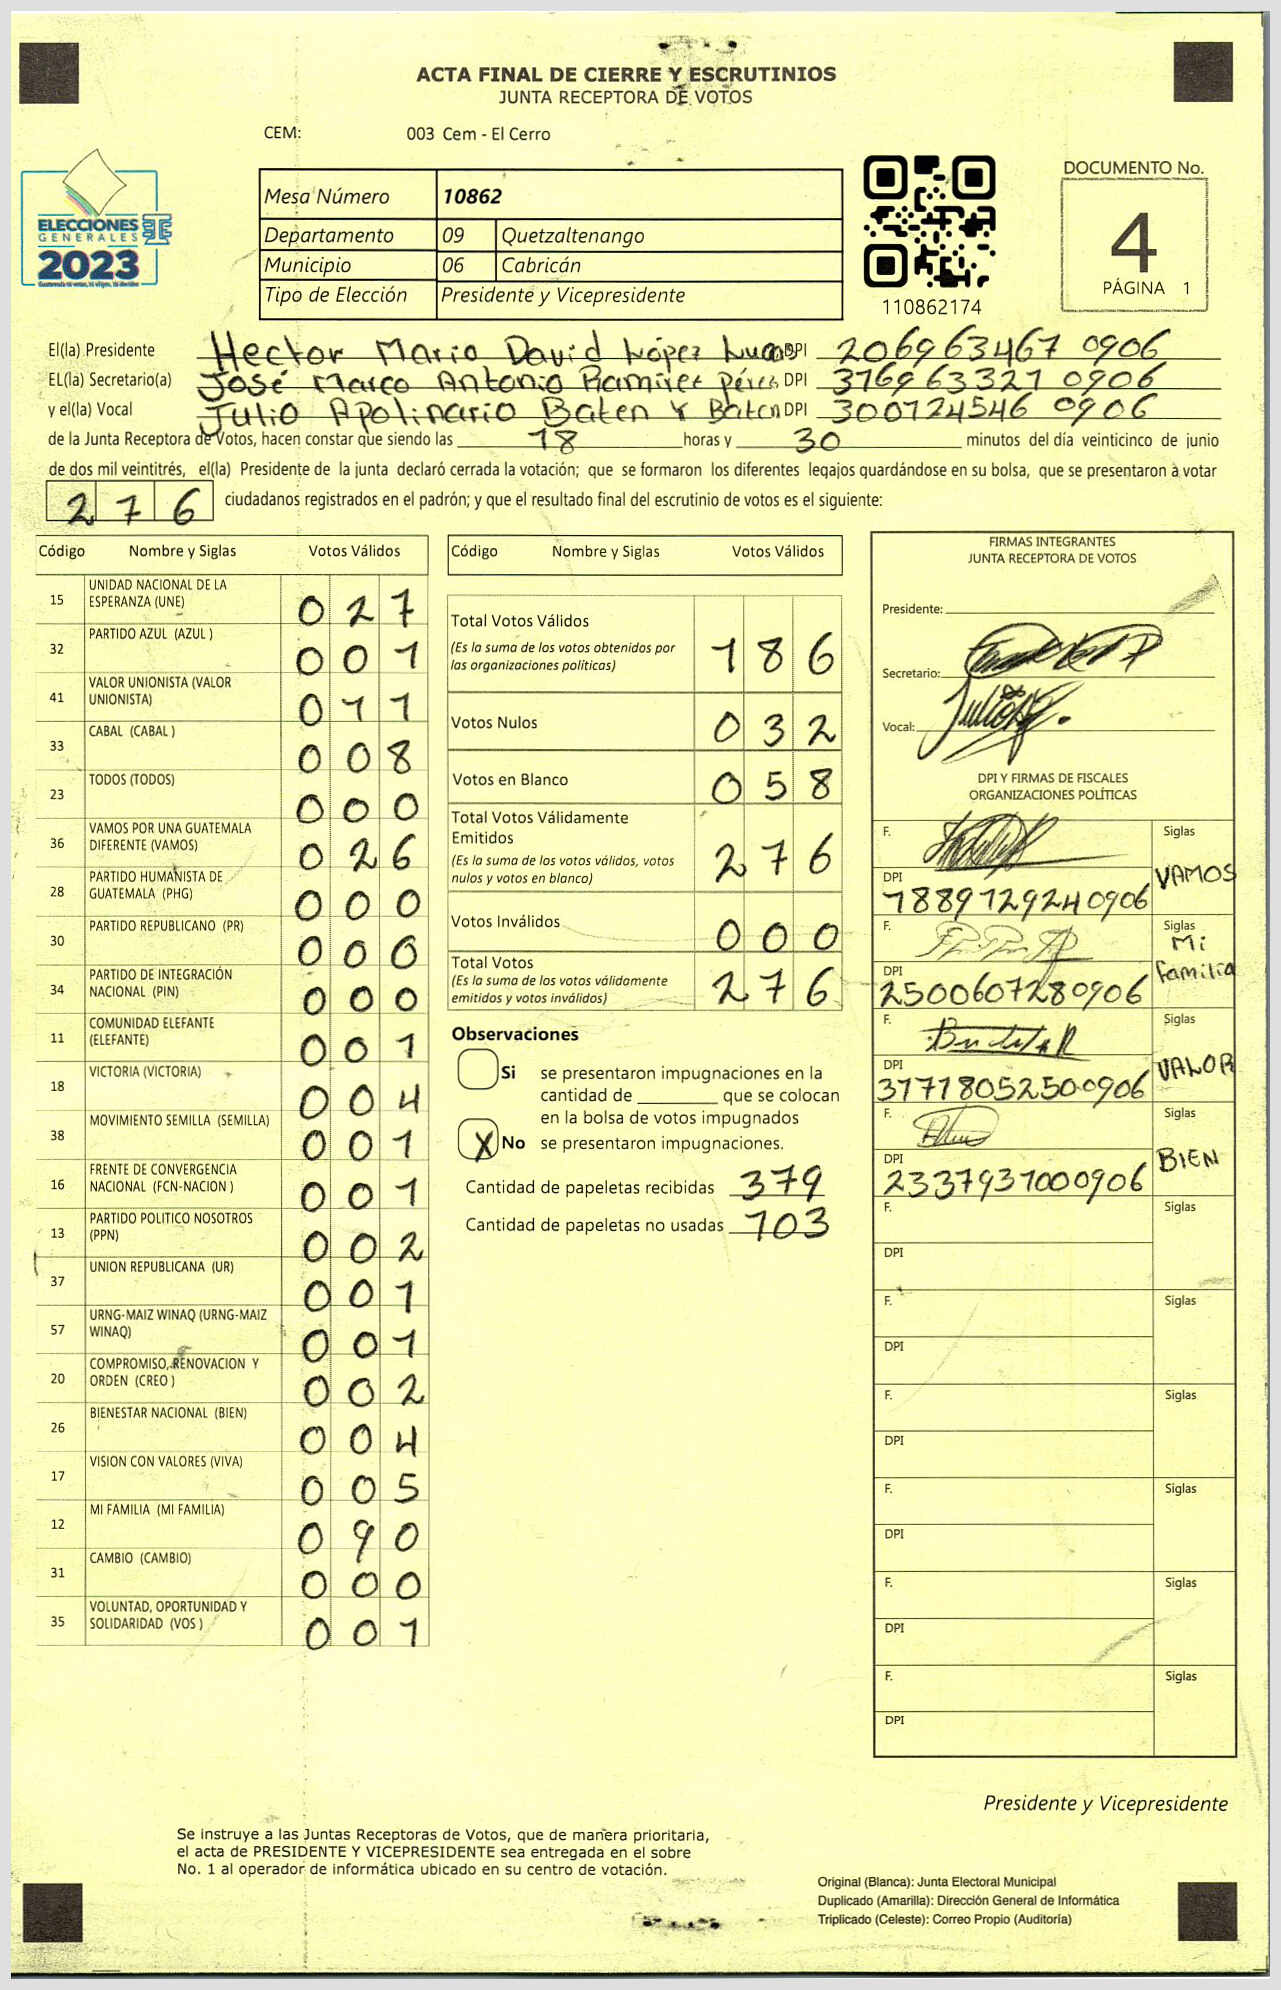 ACTA FINAL DE CIERRE Y ESCRUTINIOS
JUNTA RECEPTORA DE VOTOS
CEM: 003 Cem - El Cerro
ELECCIONES
GENERALES
2023
Mesa Número 10862
Departamento 09 Quetzaltenango
Municipio 06 Cabricán
Tipo de Elección Presidente y Vicepresidente
110862174
DOCUMENTO No.
4
PÁGINA 1
El(la) Presidente Hector Mario David López DPI 206963467 0906
EL(la) Secretario(a) José Marco Antonio Ramirez Pérez DPI 376963321 0906
y el(la) Vocal Julio Apolinario Baten y Baten DPI 300724546 0906
de la Junta Receptora de Votos, hacen constar que siendo las 18 horas y 30 minutos del día veinticinco de junio
de dos mil veintitrés, el(la) Presidente de la junta declaró cerrada la votación; que se formaron los diferentes legajos quardándose en su bolsa, que se presentaron a votar
276 ciudadanos registrados en el padrón; y que el resultado final del escrutinio de votos es el siguiente:
Código Nombre y Siglas Votos Válidos
15 UNIDAD NACIONAL DE LA ESPERANZA (UNE) 027
32 PARTIDO AZUL (AZUL ) 001
41 VALOR UNIONISTA (VALOR UNIONISTA) 011
33 CABAL (CABAL ) 008
23 TODOS (TODOS) 000
36 VAMOS POR UNA GUATEMALA DIFERENTE (VAMOS) 026
28 PARTIDO HUMANISTA DE GUATEMALA (PHG) 000
30 PARTIDO REPUBLICANO (PR) 000
34 PARTIDO DE INTEGRACIÓN NACIONAL (PIN) 000
11 COMUNIDAD ELEFANTE (ELEFANTE) 001
18 VICTORIA (VICTORIA) 004
38 MOVIMIENTO SEMILLA (SEMILLA) 001
16 FRENTE DE CONVERGENCIA NACIONAL (FCN-NACION ) 001
13 PARTIDO POLITICO NOSOTROS (PPN) 002
37 UNION REPUBLICANA (UR) 001
57 URNG-MAIZ WINAQ (URNG-MAIZ WINAQ) 001
20 COMPROMISO, RENOVACION Y ORDEN (CREO ) 002
26 BIENESTAR NACIONAL (BIEN) 004
17 VISION CON VALORES (VIVA) 005
12 MI FAMILIA (MI FAMILIA) 090
31 CAMBIO (CAMBIO) 000
35 VOLUNTAD, OPORTUNIDAD Y SOLIDARIDAD (VOS ) 001
Código Nombre y Siglas Votos Válidos
Total Votos Válidos 186
(Es la suma de los votos obtenidos por
las organizaciones políticas)
Votos Nulos 032
Votos en Blanco 058
Total Votos Válidamente
Emitidos 276
(Es la suma de los votos válidos, votos
nulos y votos en blanco)
Votos Inválidos 000
Total Votos 276
(Es la suma de los votos válidamente
emitidos y votos inválidos)
Observaciones
Si se presentaron impugnaciones en la
cantidad de ________ que se colocan
en la bolsa de votos impugnados
X No se presentaron impugnaciones.
Cantidad de papeletas recibidas 379
Cantidad de papeletas no usadas 103
FIRMAS INTEGRANTES
JUNTA RECEPTORA DE VOTOS
Presidente:
Secretario:
Vocal:
DPI Y FIRMAS DE FISCALES
ORGANIZACIONES POLÍTICAS
F. Siglas VAMOS
DPI 1889129240906
F. Siglas Mi familia
DPI 2500607280906
F. Siglas VALOR
DPI 31718052500906
F. Siglas BIEN
DPI 2337937000906
F. Siglas
DPI
F. Siglas
DPI
F. Siglas
DPI
F. Siglas
DPI
F. Siglas
DPI
F. Siglas
DPI
Presidente y Vicepresidente
Se instruye a las Juntas Receptoras de Votos, que de manera prioritaria,
el acta de PRESIDENTE Y VICEPRESIDENTE sea entregada en el sobre
No. 1 al operador de informática ubicado en su centro de votación.
Original (Blanca): Junta Electoral Municipal
Duplicado (Amarilla): Dirección General de Informática
Triplicado (Celeste): Correo Propio (Auditoría)